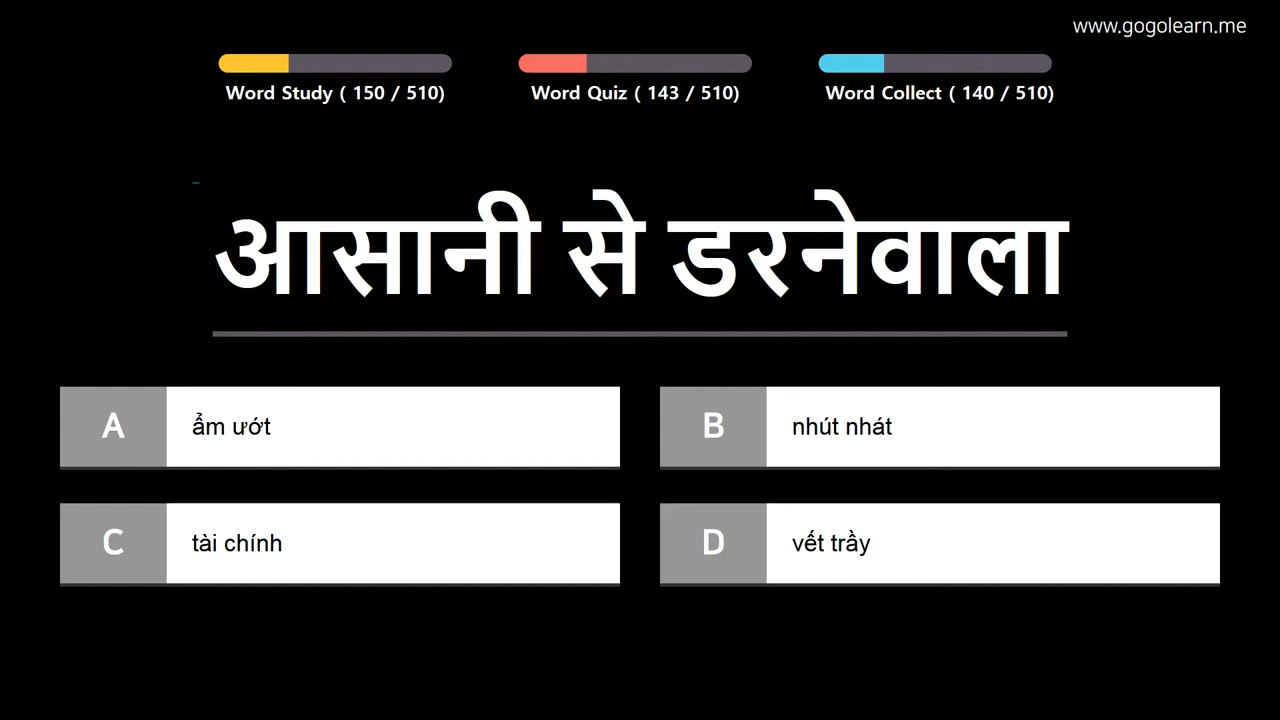 www.gogolearn.me
Word Study ( 150 / 510)
Word Quiz ( 143 / 510)
Word Collect ( 140 / 510)
आसानी से डरनेवाला
A ẩm ướt
B nhút nhát
C tài chính
D vết trầy